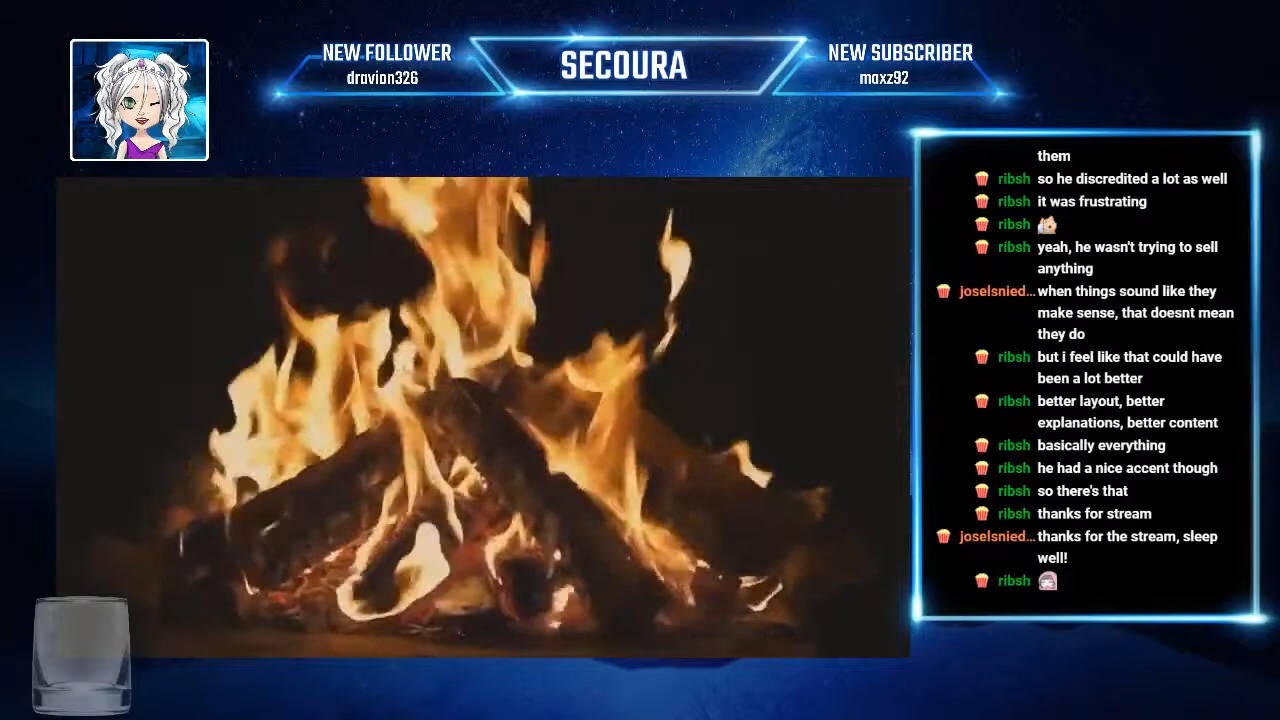 NEW FOLLOWER
dravian326
SECOURA
NEW SUBSCRIBER
maxz92
them
ribsh so he discredited a lot as well
ribsh it was frustrating
ribsh
ribsh yeah, he wasn't trying to sell
anything
joselsnied... when things sound like they
make sense, that doesnt mean
they do
ribsh but i feel like that could have
been a lot better
ribsh better layout, better
explanations, better content
ribsh basically everything
ribsh he had a nice accent though
ribsh so there's that
ribsh thanks for stream
joselsnied... thanks for the stream, sleep
well!
ribsh